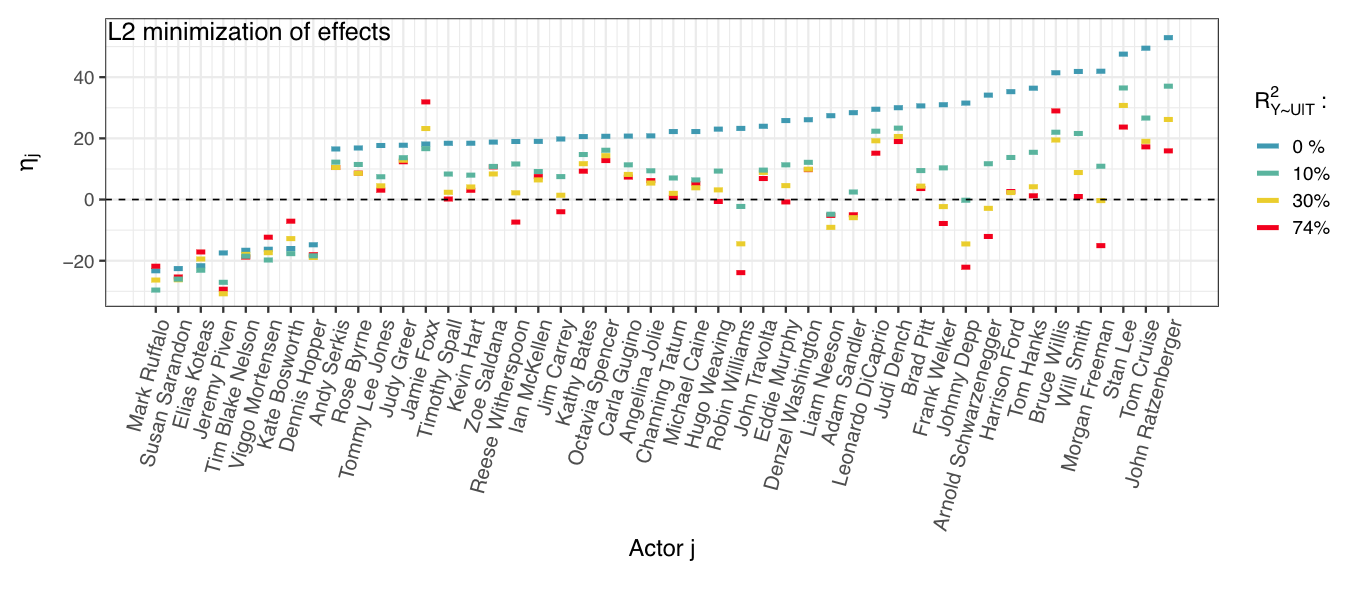 L2 minimization of effects
ηj
40
20
0
−20
Mark Ruffalo
Susan Sarandon
Elias Koteas
Jeremy Piven
Tim Blake Nelson
Viggo Mortensen
Kate Bosworth
Dennis Hopper
Andy Serkis
Rose Byrne
Tommy Lee Jones
Judy Greer
Jamie Foxx
Timothy Spall
Kevin Hart
Zoe Saldana
Reese Witherspoon
Ian McKellen
Jim Carrey
Kathy Bates
Octavia Spencer
Carla Gugino
Angelina Jolie
Channing Tatum
Michael Caine
Hugo Weaving
Robin Williams
John Travolta
Eddie Murphy
Denzel Washington
Liam Neeson
Adam Sandler
Leonardo DiCaprio
Judi Dench
Brad Pitt
Frank Welker
Johnny Depp
Arnold Schwarzenegger
Harrison Ford
Tom Hanks
Bruce Willis
Will Smith
Morgan Freeman
Stan Lee
Tom Cruise
John Ratzenberger
Actor j
R²Y~U|T :
0 %
10%
30%
74%